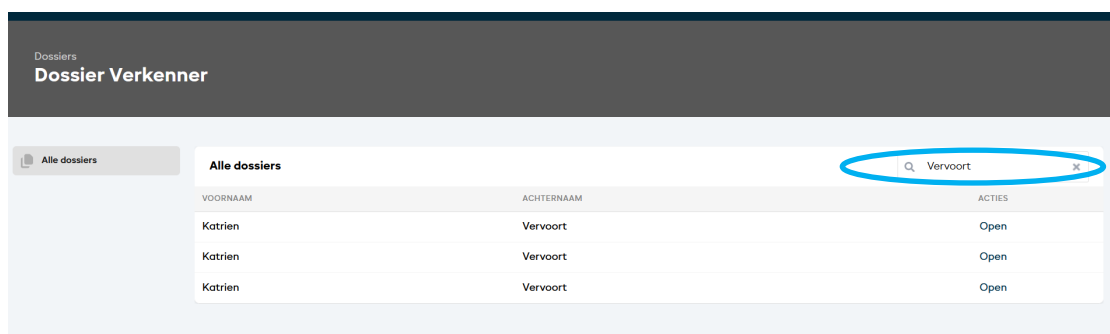 Dossiers
Dossier Verkenner
Alle dossiers
Alle dossiers
Vervoort
VOORNAAM ACHTERNAAM ACTIES
Katrien Vervoort Open
Katrien Vervoort Open
Katrien Vervoort Open